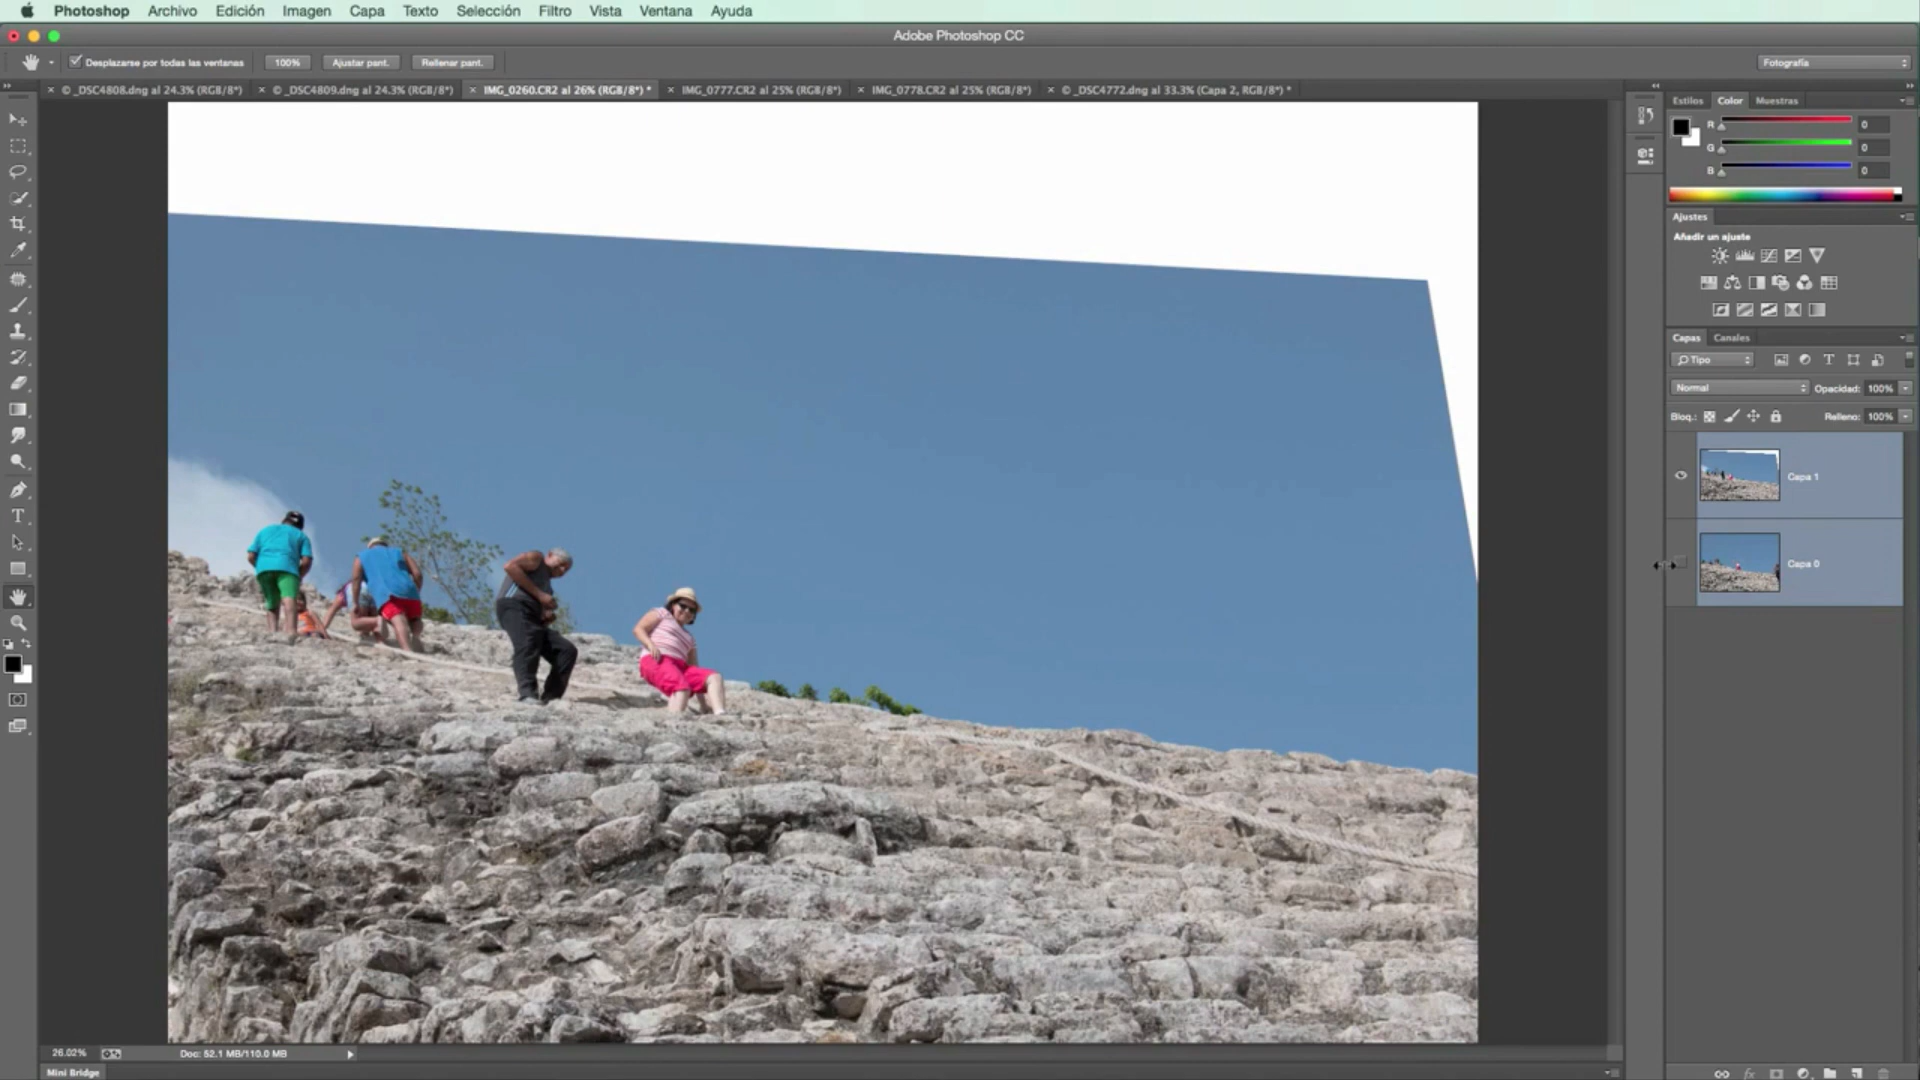 Photoshop Archivo Edición Imagen Capa Texto Selección Filtro Vista Ventana Ayuda
Adobe Photoshop CC
Desplazarse por todas las ventanas 100% Ajustar pant. Rellenar pant. Fotografía
× © _DSC4808.dng al 24.3% (RGB/8*) × © _DSC4809.dng al 24.3% (RGB/8*) × IMG_0260.CR2 al 26% (RGB/8*) * × IMG_0777.CR2 al 25% (RGB/8*) × IMG_0778.CR2 al 25% (RGB/8*) × © _DSC4772.dng al 33.3% (Capa 2, RGB/8*) *
Estilos Color Muestras
R 0
G 0
B 0
Ajustes
Añadir un ajuste
Capas Canales
Tipo
Normal Opacidad: 100%
Bloq.: Relleno: 100%
Capa 1
Capa 0
26.02% Doc: 52.1 MB/110.0 MB
Mini Bridge